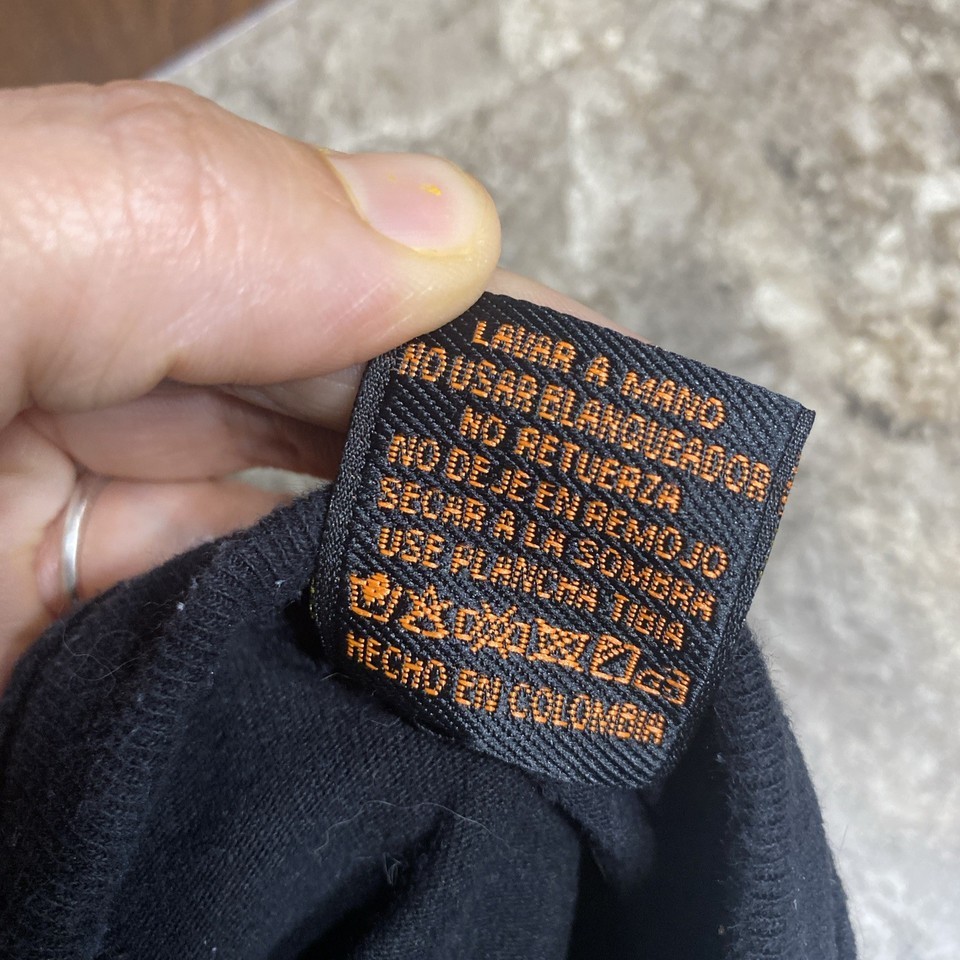 LAVAR A MANO
NO USAR BLANQUEADOR
NO RETUERZA
NO DEJE EN REMOJO
SECAR A LA SOMBRA
USE PLANCHA TIBIA
HECHO EN COLOMBIA